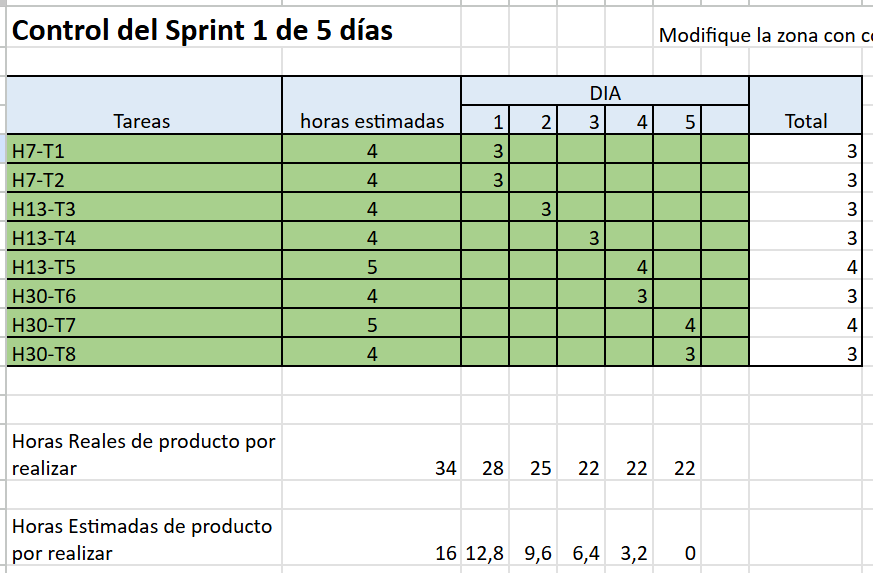 Control del Sprint 1 de 5 días
Modifique la zona con
DIA
Tareas horas estimadas 1 2 3 4 5 Total
H7-T1 4 3 3
H7-T2 4 3 3
H13-T3 4 3 3
H13-T4 4 3 3
H13-T5 5 4 4
H30-T6 4 3 3
H30-T7 5 4 4
H30-T8 4 3 3
Horas Reales de producto por
realizar 34 28 25 22 22 22
Horas Estimadas de producto
por realizar 16 12,8 9,6 6,4 3,2 0